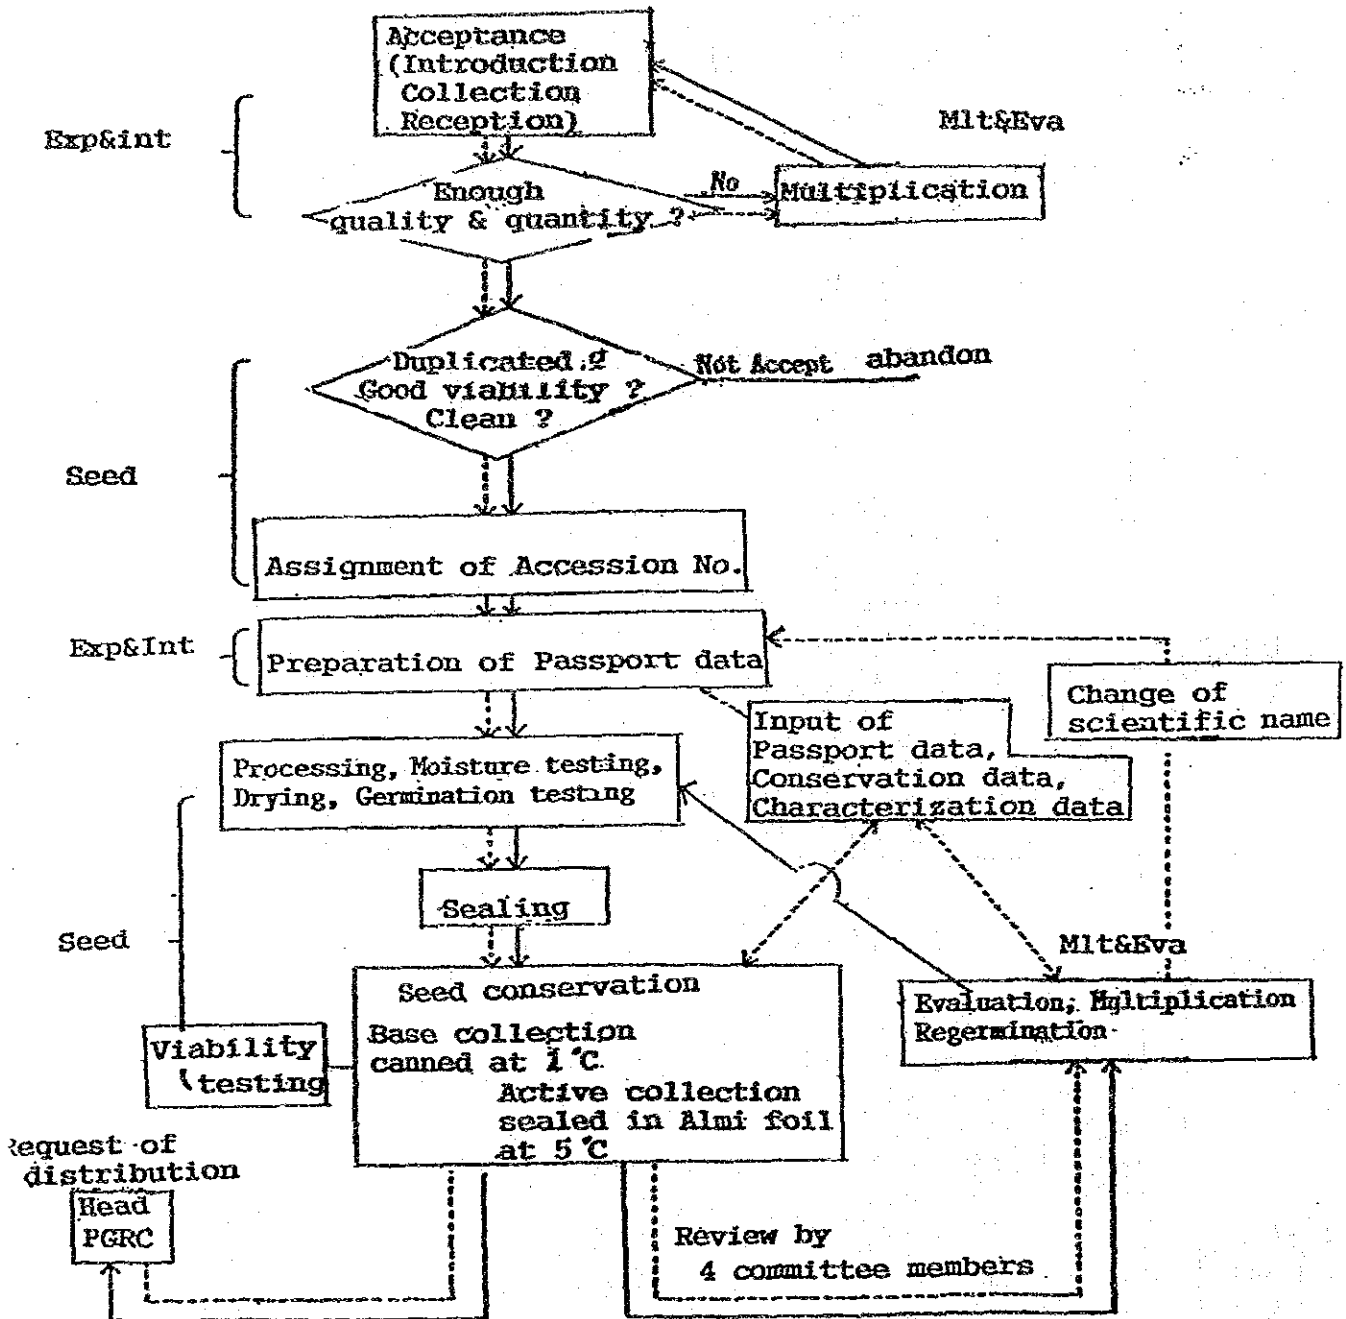 Acceptance
(Introduction
Collection
Reception)
Exp&int
Mlt&Eva
Enough
quality & quantity ?
No
Multiplication
Duplicated
Good viability ?
Clean ?
Not Accept abandon
Seed
Assignment of Accession No.
Exp&Int
Preparation of Passport data
Change of
scientific name
Input of
Passport data,
Conservation data,
Characterization data
Processing, Moisture testing,
Drying, Germination testing
Sealing
Seed
Mlt&Eva
Seed conservation
Evaluation, Multiplication
Regermination
Base collection
canned at 1°C
Viability
testing
Active collection
sealed in Almi foil
at 5°C
Request of
distribution
Head
PGRC
Review by
4 committee members